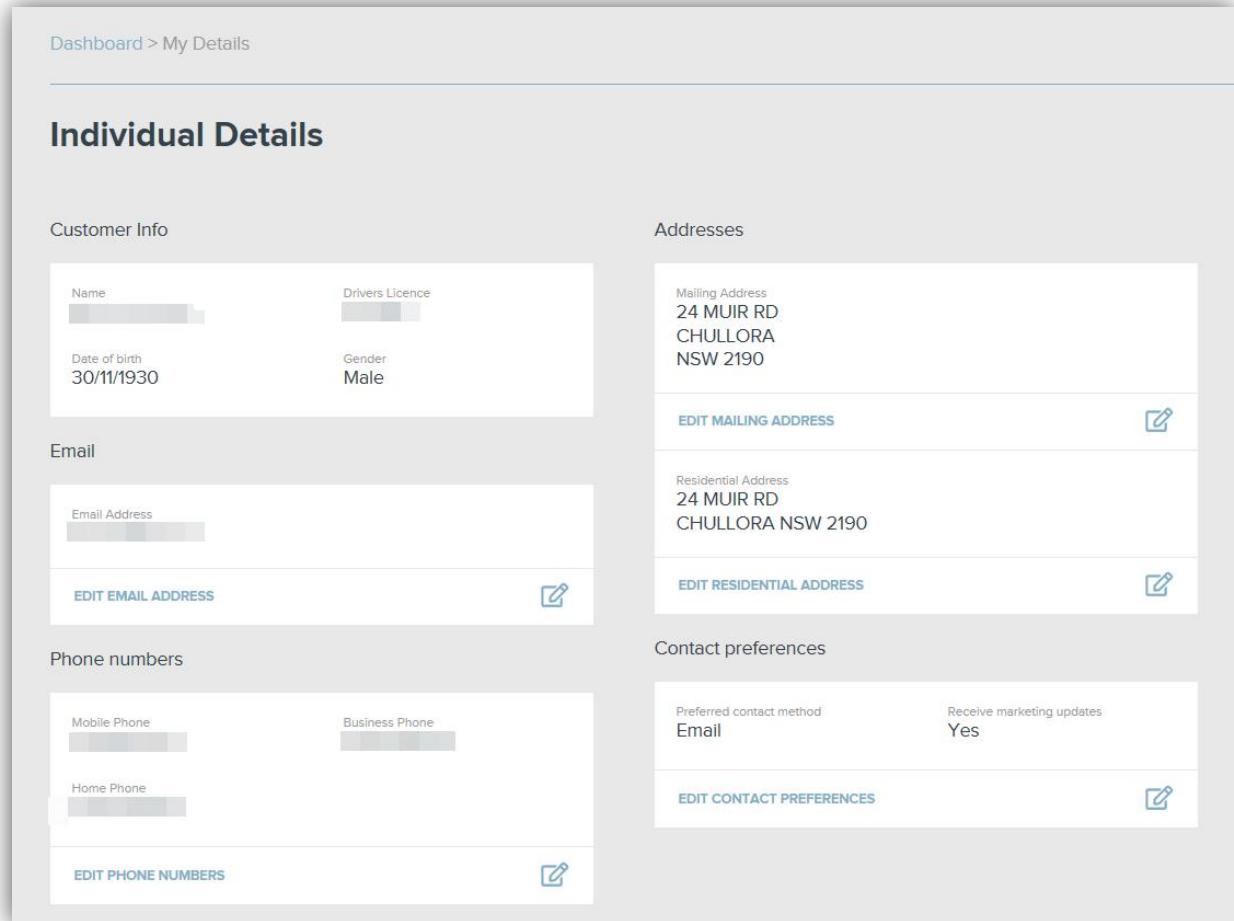 Dashboard > My Details
Individual Details
Customer Info
Name
Drivers Licence
Date of birth
30/11/1930
Gender
Male
Email
Email Address
EDIT EMAIL ADDRESS
Phone numbers
Mobile Phone
Business Phone
Home Phone
EDIT PHONE NUMBERS
Addresses
Mailing Address
24 MUIR RD
CHULLORA
NSW 2190
EDIT MAILING ADDRESS
Residential Address
24 MUIR RD
CHULLORA NSW 2190
EDIT RESIDENTIAL ADDRESS
Contact preferences
Preferred contact method
Email
Receive marketing updates
Yes
EDIT CONTACT PREFERENCES